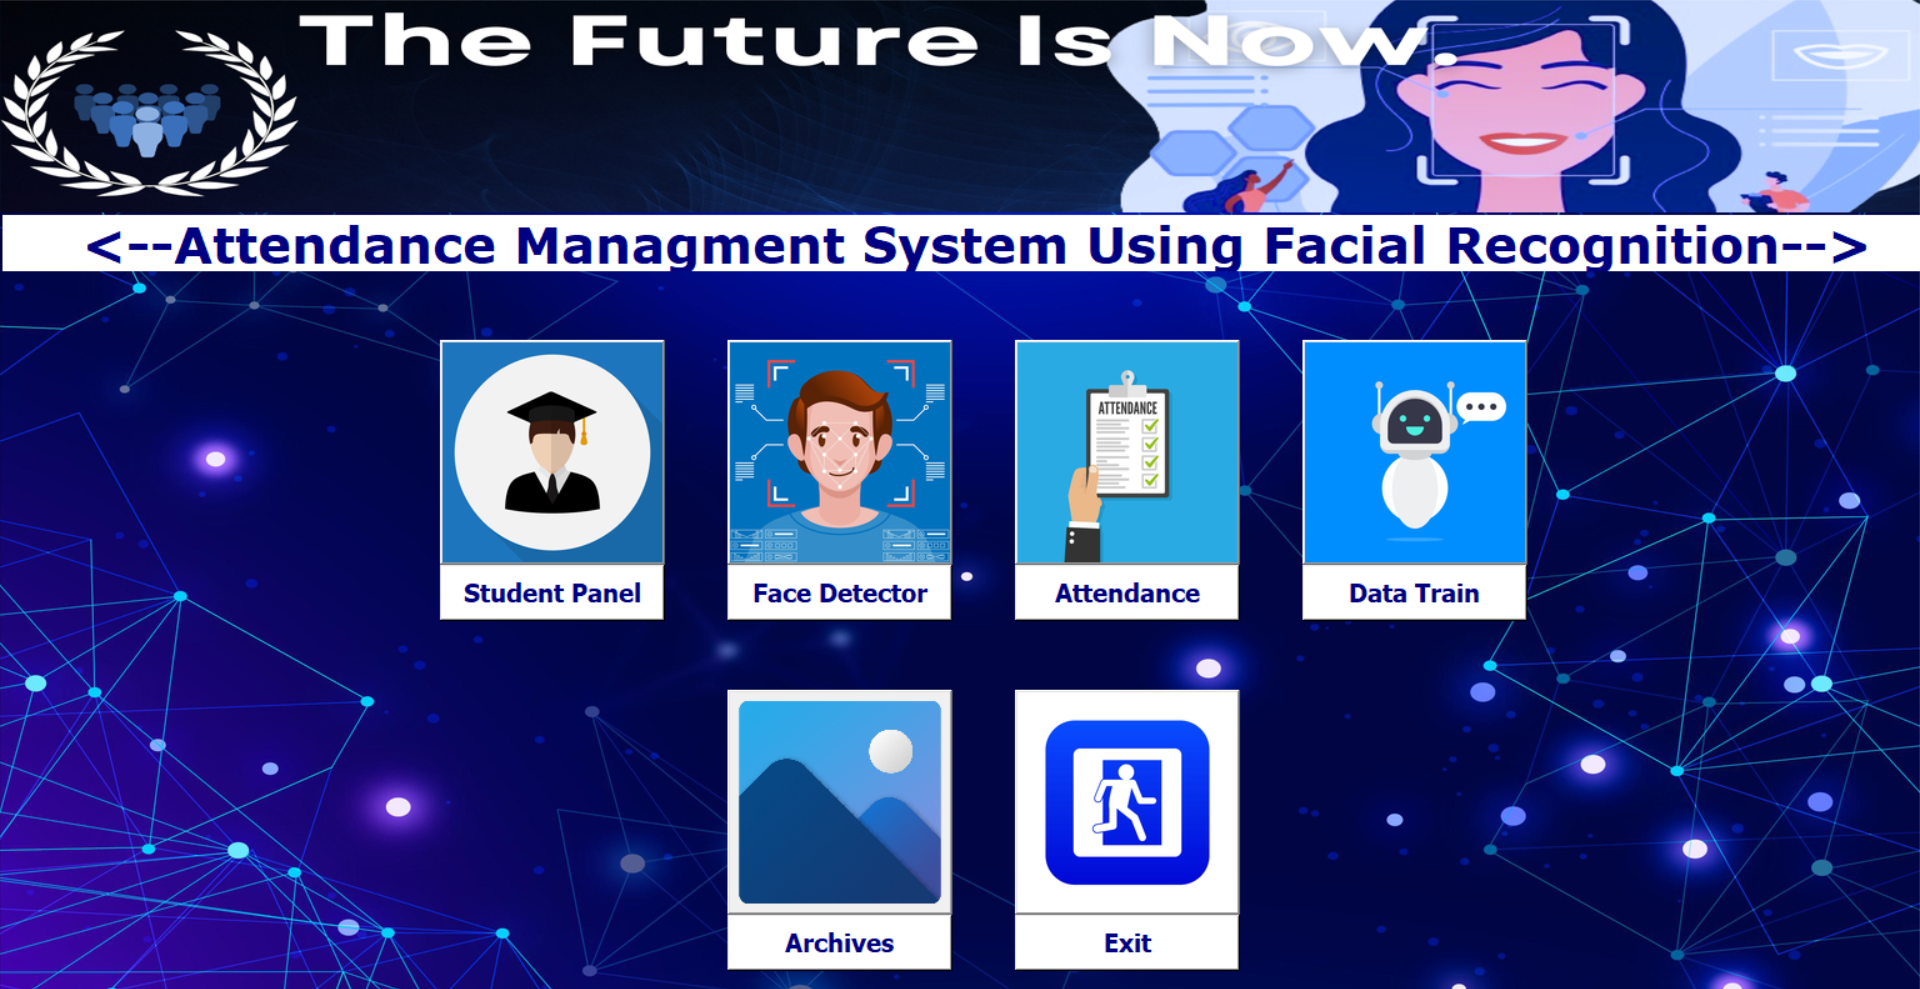 The Future Is Now.
<--Attendance Managment System Using Facial Recognition-->
ATTENDANCE
Student Panel
Face Detector
Attendance
Data Train
Archives
Exit